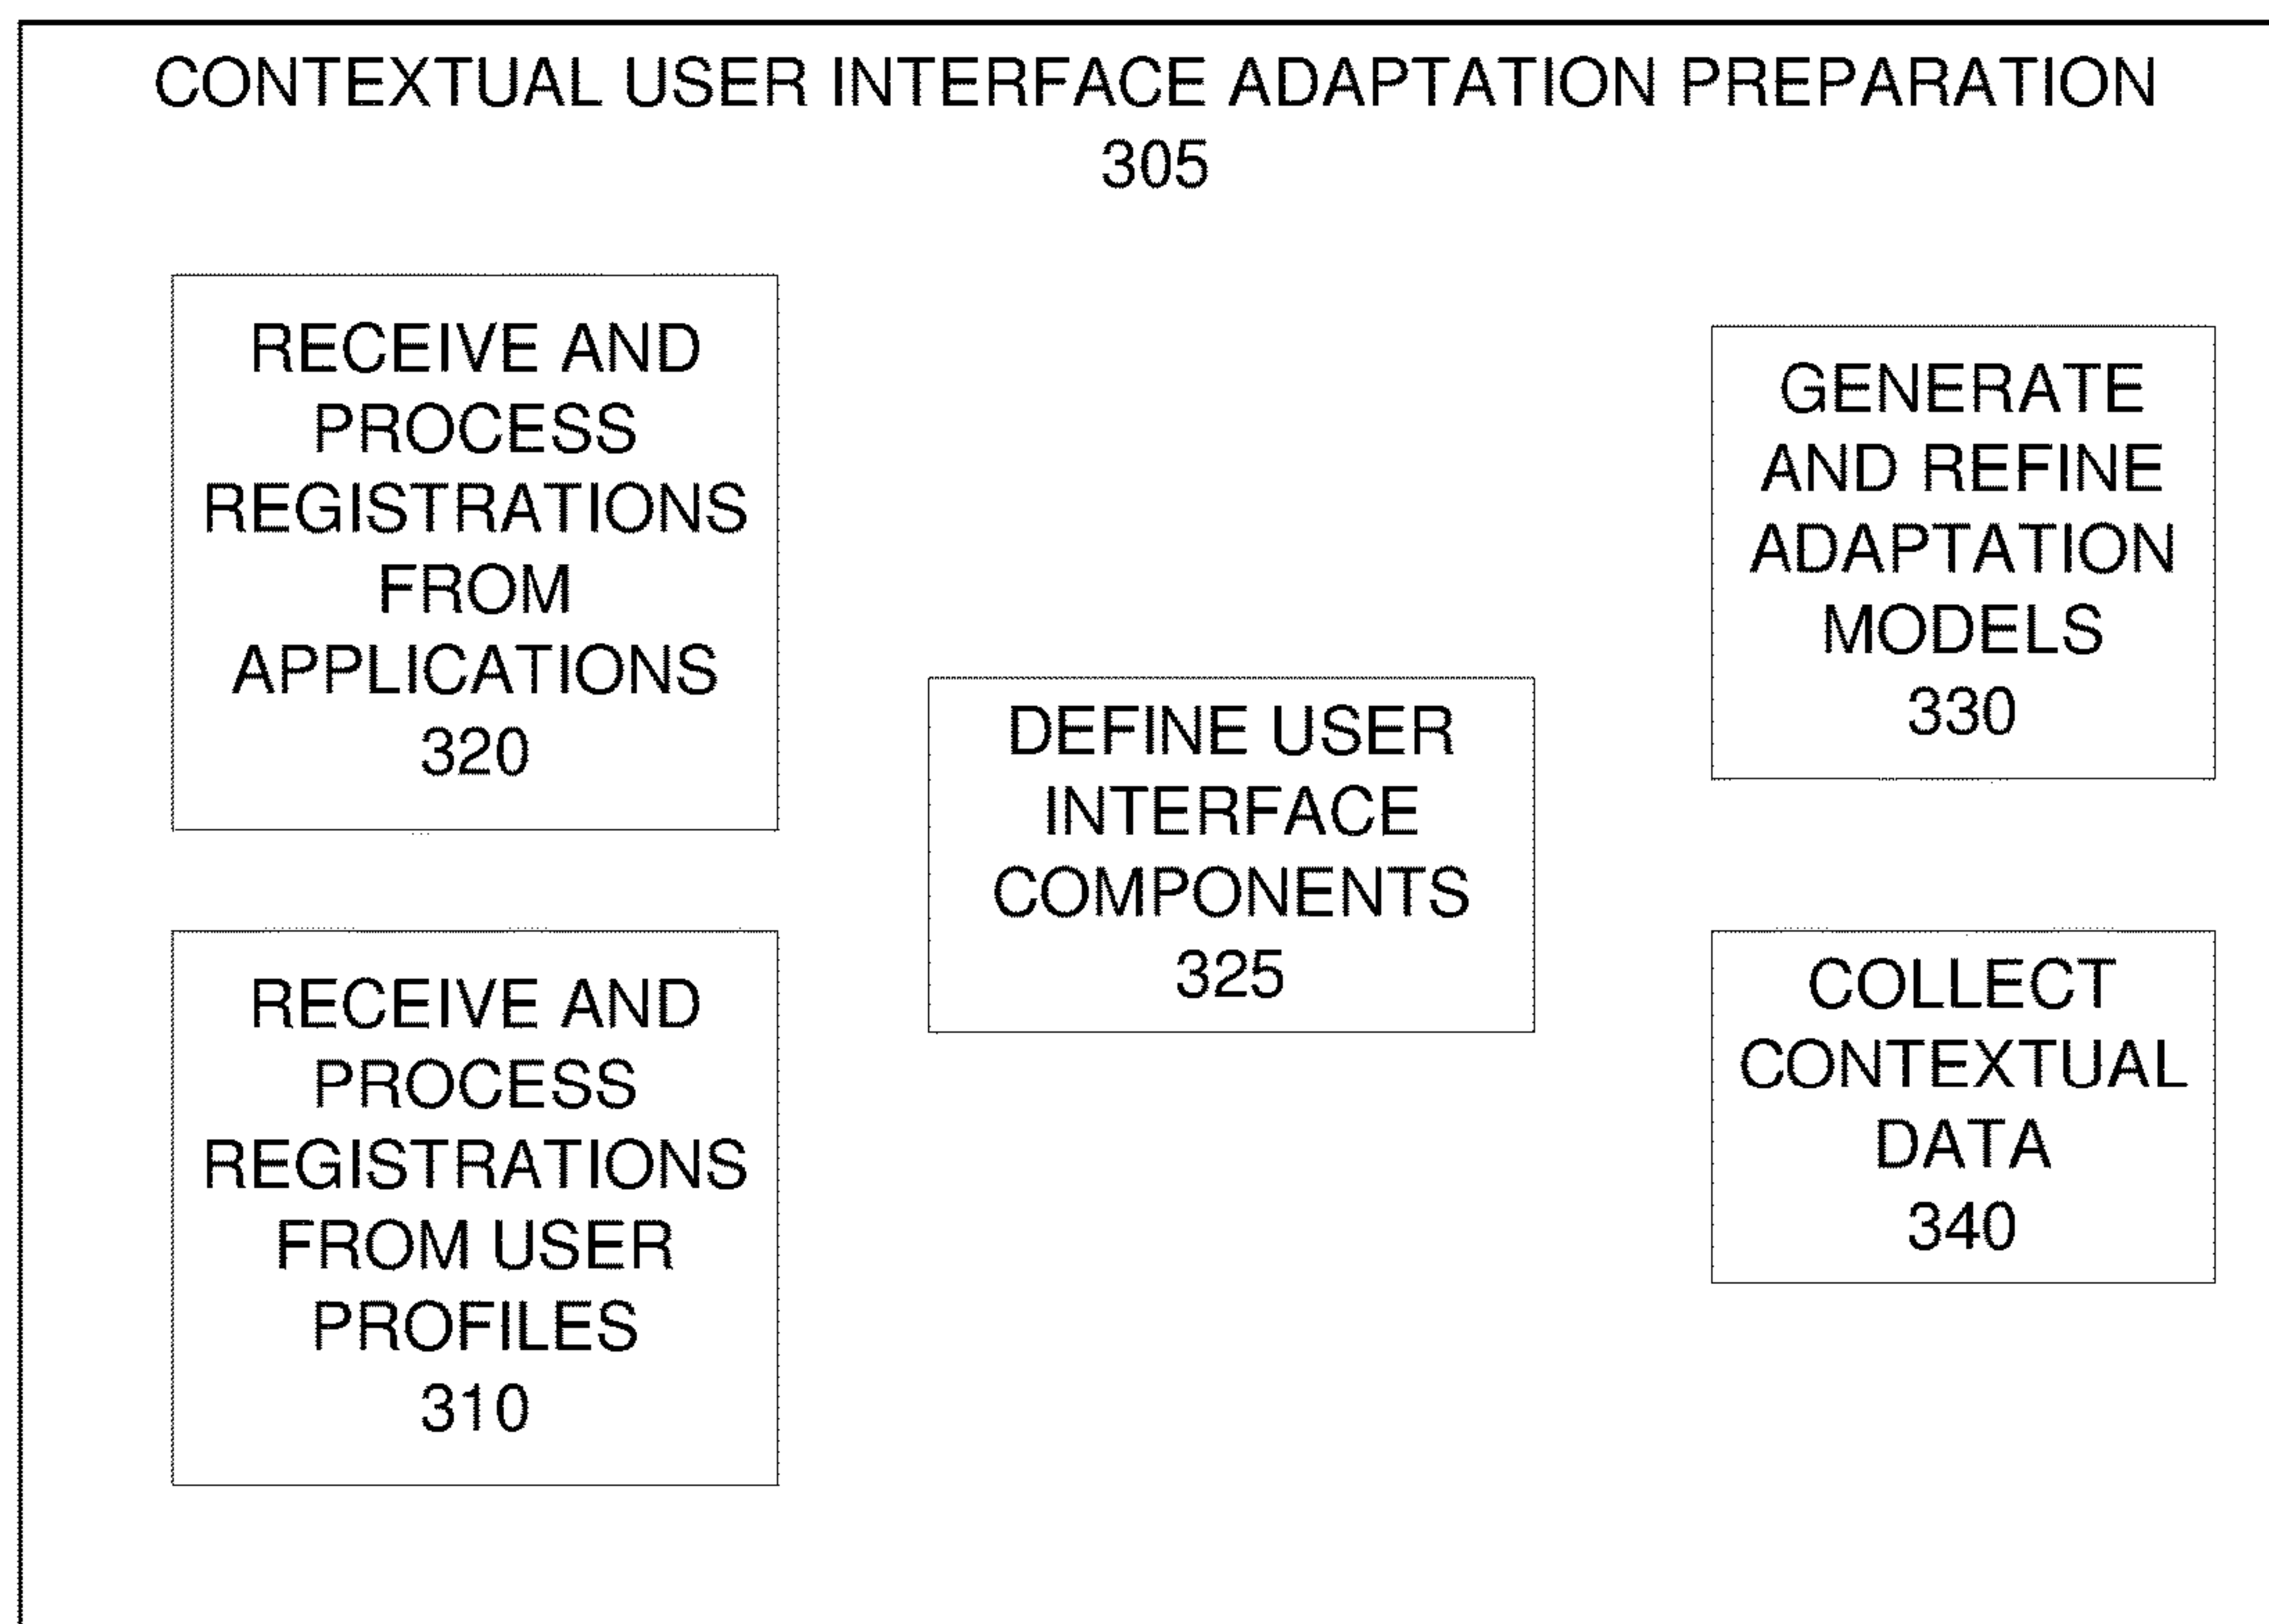 CONTEXTUAL USER INTERFACE ADAPTATION PREPARATION
305
RECEIVE AND
PROCESS
REGISTRATIONS
FROM
APPLICATIONS
320
RECEIVE AND
PROCESS
REGISTRATIONS
FROM USER
PROFILES
310
DEFINE USER
INTERFACE
COMPONENTS
325
GENERATE
AND REFINE
ADAPTATION
MODELS
330
COLLECT
CONTEXTUAL
DATA
340